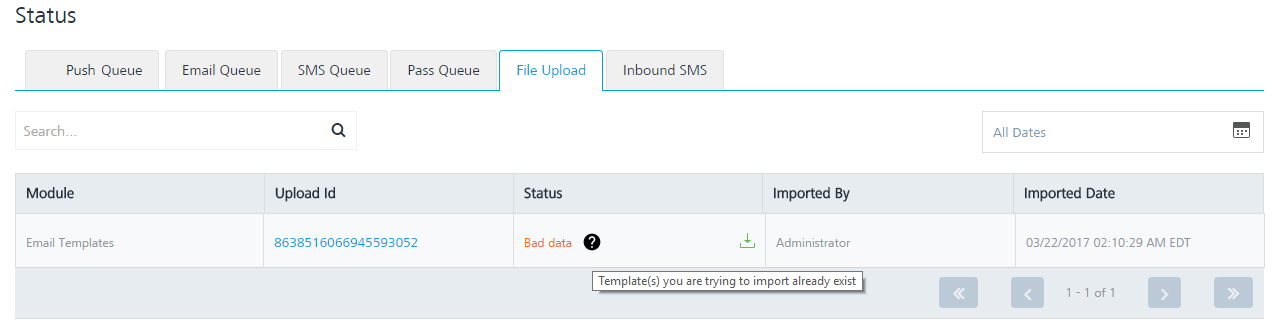 Status
Push Queue Email Queue SMS Queue Pass Queue File Upload Inbound SMS
Search...
All Dates
Module Upload Id Status Imported By Imported Date
Email Templates 8638516066945593052 Bad data ? Administrator 03/22/2017 02:10:29 AM EDT
Template(s) you are trying to import already exist
« ‹ 1 - 1 of 1 › »